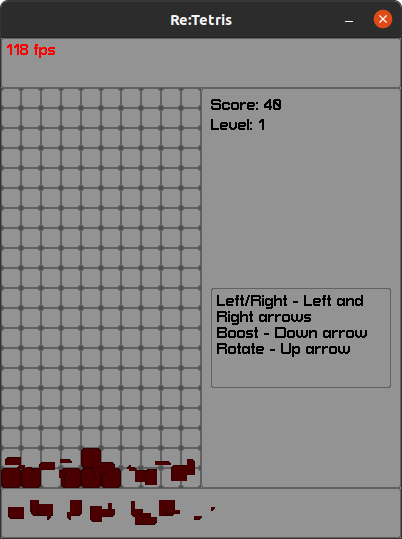 Re:Tetris
118 fps
Score: 40
Level: 1
Left/Right - Left and
Right arrows
Boost - Down arrow
Rotate - Up arrow